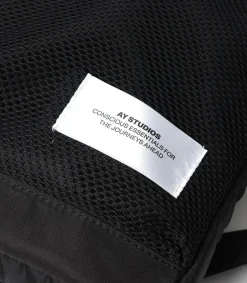 AY STUDIOS
CONSCIOUS ESSENTIALS FOR
THE JOURNEYS AHEAD